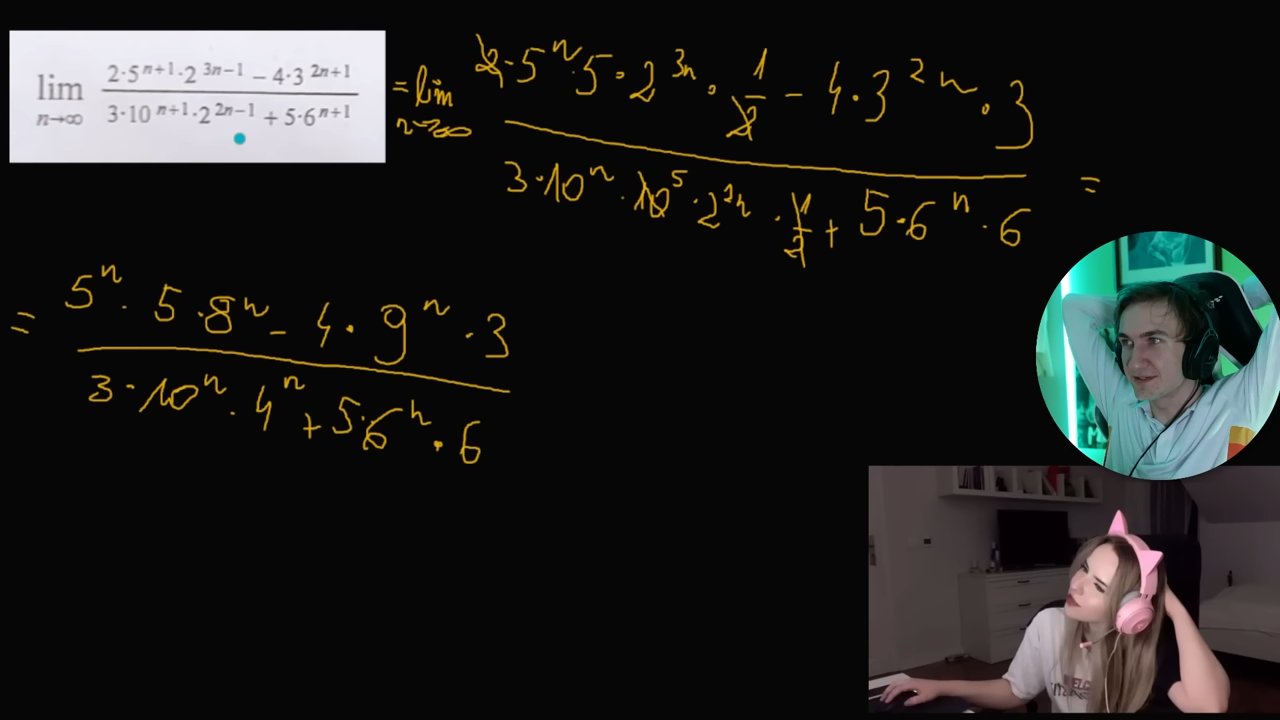 lim n→∞ 2·5^{n+1}·2^{3n−1} − 4·3^{2n+1}
3·10^{n+1}·2^{2n−1} + 5·6^{n+1}
= lim n→∞ 2·5^n·5·2^{3n}·1/2 − 4·3^{2n}·3
3·10^n·10^5·2^{2n}·1/2 + 5·6^n·6 =
= 5^n·5·8^n − 4·9^n·3
3·10^n·4^n + 5·6^n·6